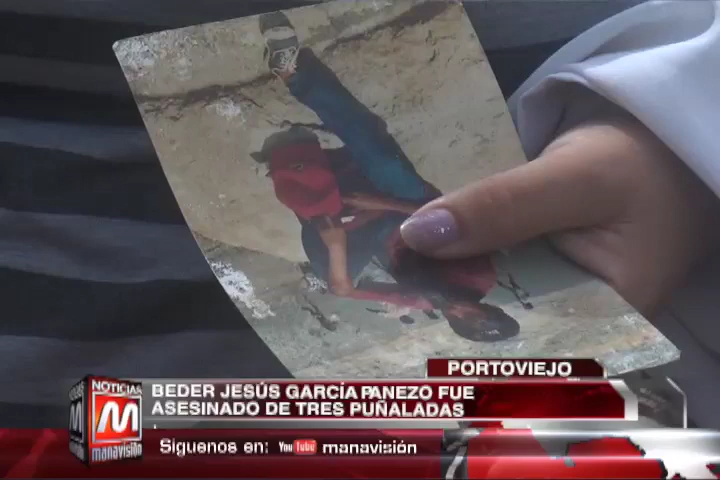 PORTOVIEJO
BEDER JESÚS GARCÍA PANEZO FUE
ASESINADO DE TRES PUÑALADAS
NOTICIAS
M
manavisión
Síguenos en: YouTube manavisión